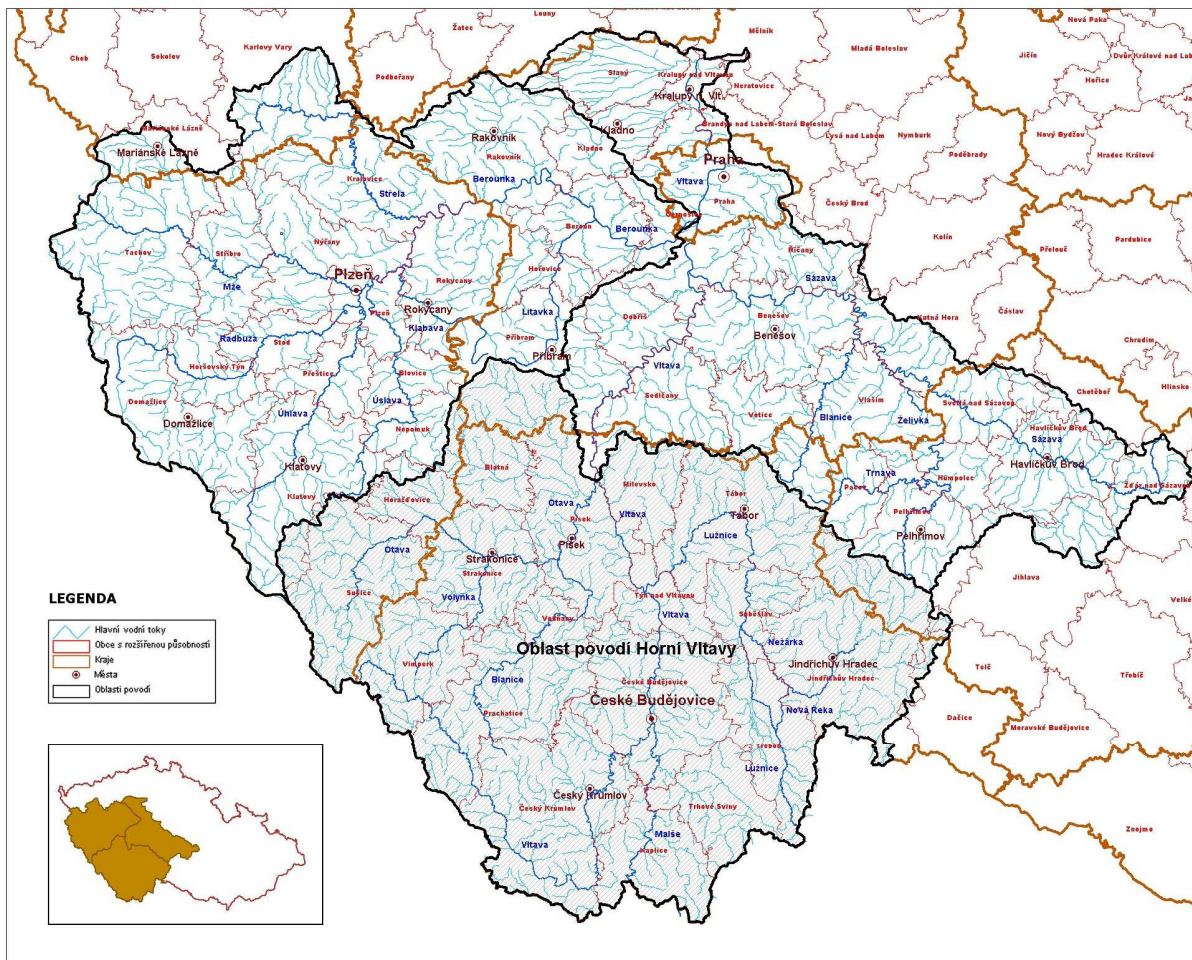 Louny
Nová Paka
Žatec
Mělník
Karlovy Vary
Mladá Boleslav
Cheb
Sokolov
Jičín
Dvůr Králové nad Lab
Podbořany
Slaný
Kralupy nad Vltavou
Hořice
Neratovice
Kralupy n. Vlt.
Brandýs nad Labem-Stará Boleslav
Kladno
Rakovník
Mariánské Lázně
Mariánské Lázně
Lysá nad Labem
Nymburk
Nový Bydžov
Hradec Králové
Kladno
Rakovník
Poděbrady
Praha
Kralovice
Berounka
Vltava
Střela
Praha
Český Brod
Černošice
Beroun
Berounka
Kolín
Pardubice
Nýřany
Říčany
Přelouč
Tachov
Stříbro
Hořovice
Plzeň
Sázava
Rokycany
Mže
Rokycany
Litavka
Plzeň
Dobříš
Benešov
Kutná Hora
Čáslav
Klabava
Benešov
Radbuza
Stod
Příbram
Chrudim
Příbram
Horšovský Týn
Přeštice
Blovice
Vltava
Hlinsko
Chotěboř
Domažlice
Úhlava
Úslava
Sedlčany
Vlašim
Světlá nad Sázavou
Domažlice
Votice
Blanice
Želivka
Nepomuk
Havlíčkův Brod
Sázava
Klatovy
Havlíčkův Brod
Blatná
Trnava
Humpolec
Horažďovice
Milevsko
Pacov
Žďár nad Sázavou
Klatovy
Otava
Tábor
Vltava
Písek
Tábor
Pelhřimov
Pelhřimov
Lužnice
Písek
Otava
Strakonice
Strakonice
Jihlava
Velké
Sušice
Volyňka
Týn nad Vltavou
Vltava
Soběslav
Vodňany
Nežárka
Oblast povodí Horní Vltavy
Vimperk
Jindřichův Hradec
Telč
Třebíč
Blanice
České Budějovice
Jindřichův Hradec
České Budějovice
Nová Řeka
Prachatice
Dačice
Moravské Budějovice
Třeboň
Lužnice
Český Krumlov
Český Krumlov
Trhové Sviny
Znojmo
Malše
Vltava
Kaplice
LEGENDA
Hlavní vodní toky
Obce s rozšířenou působností
Kraje
Města
Oblasti povodí